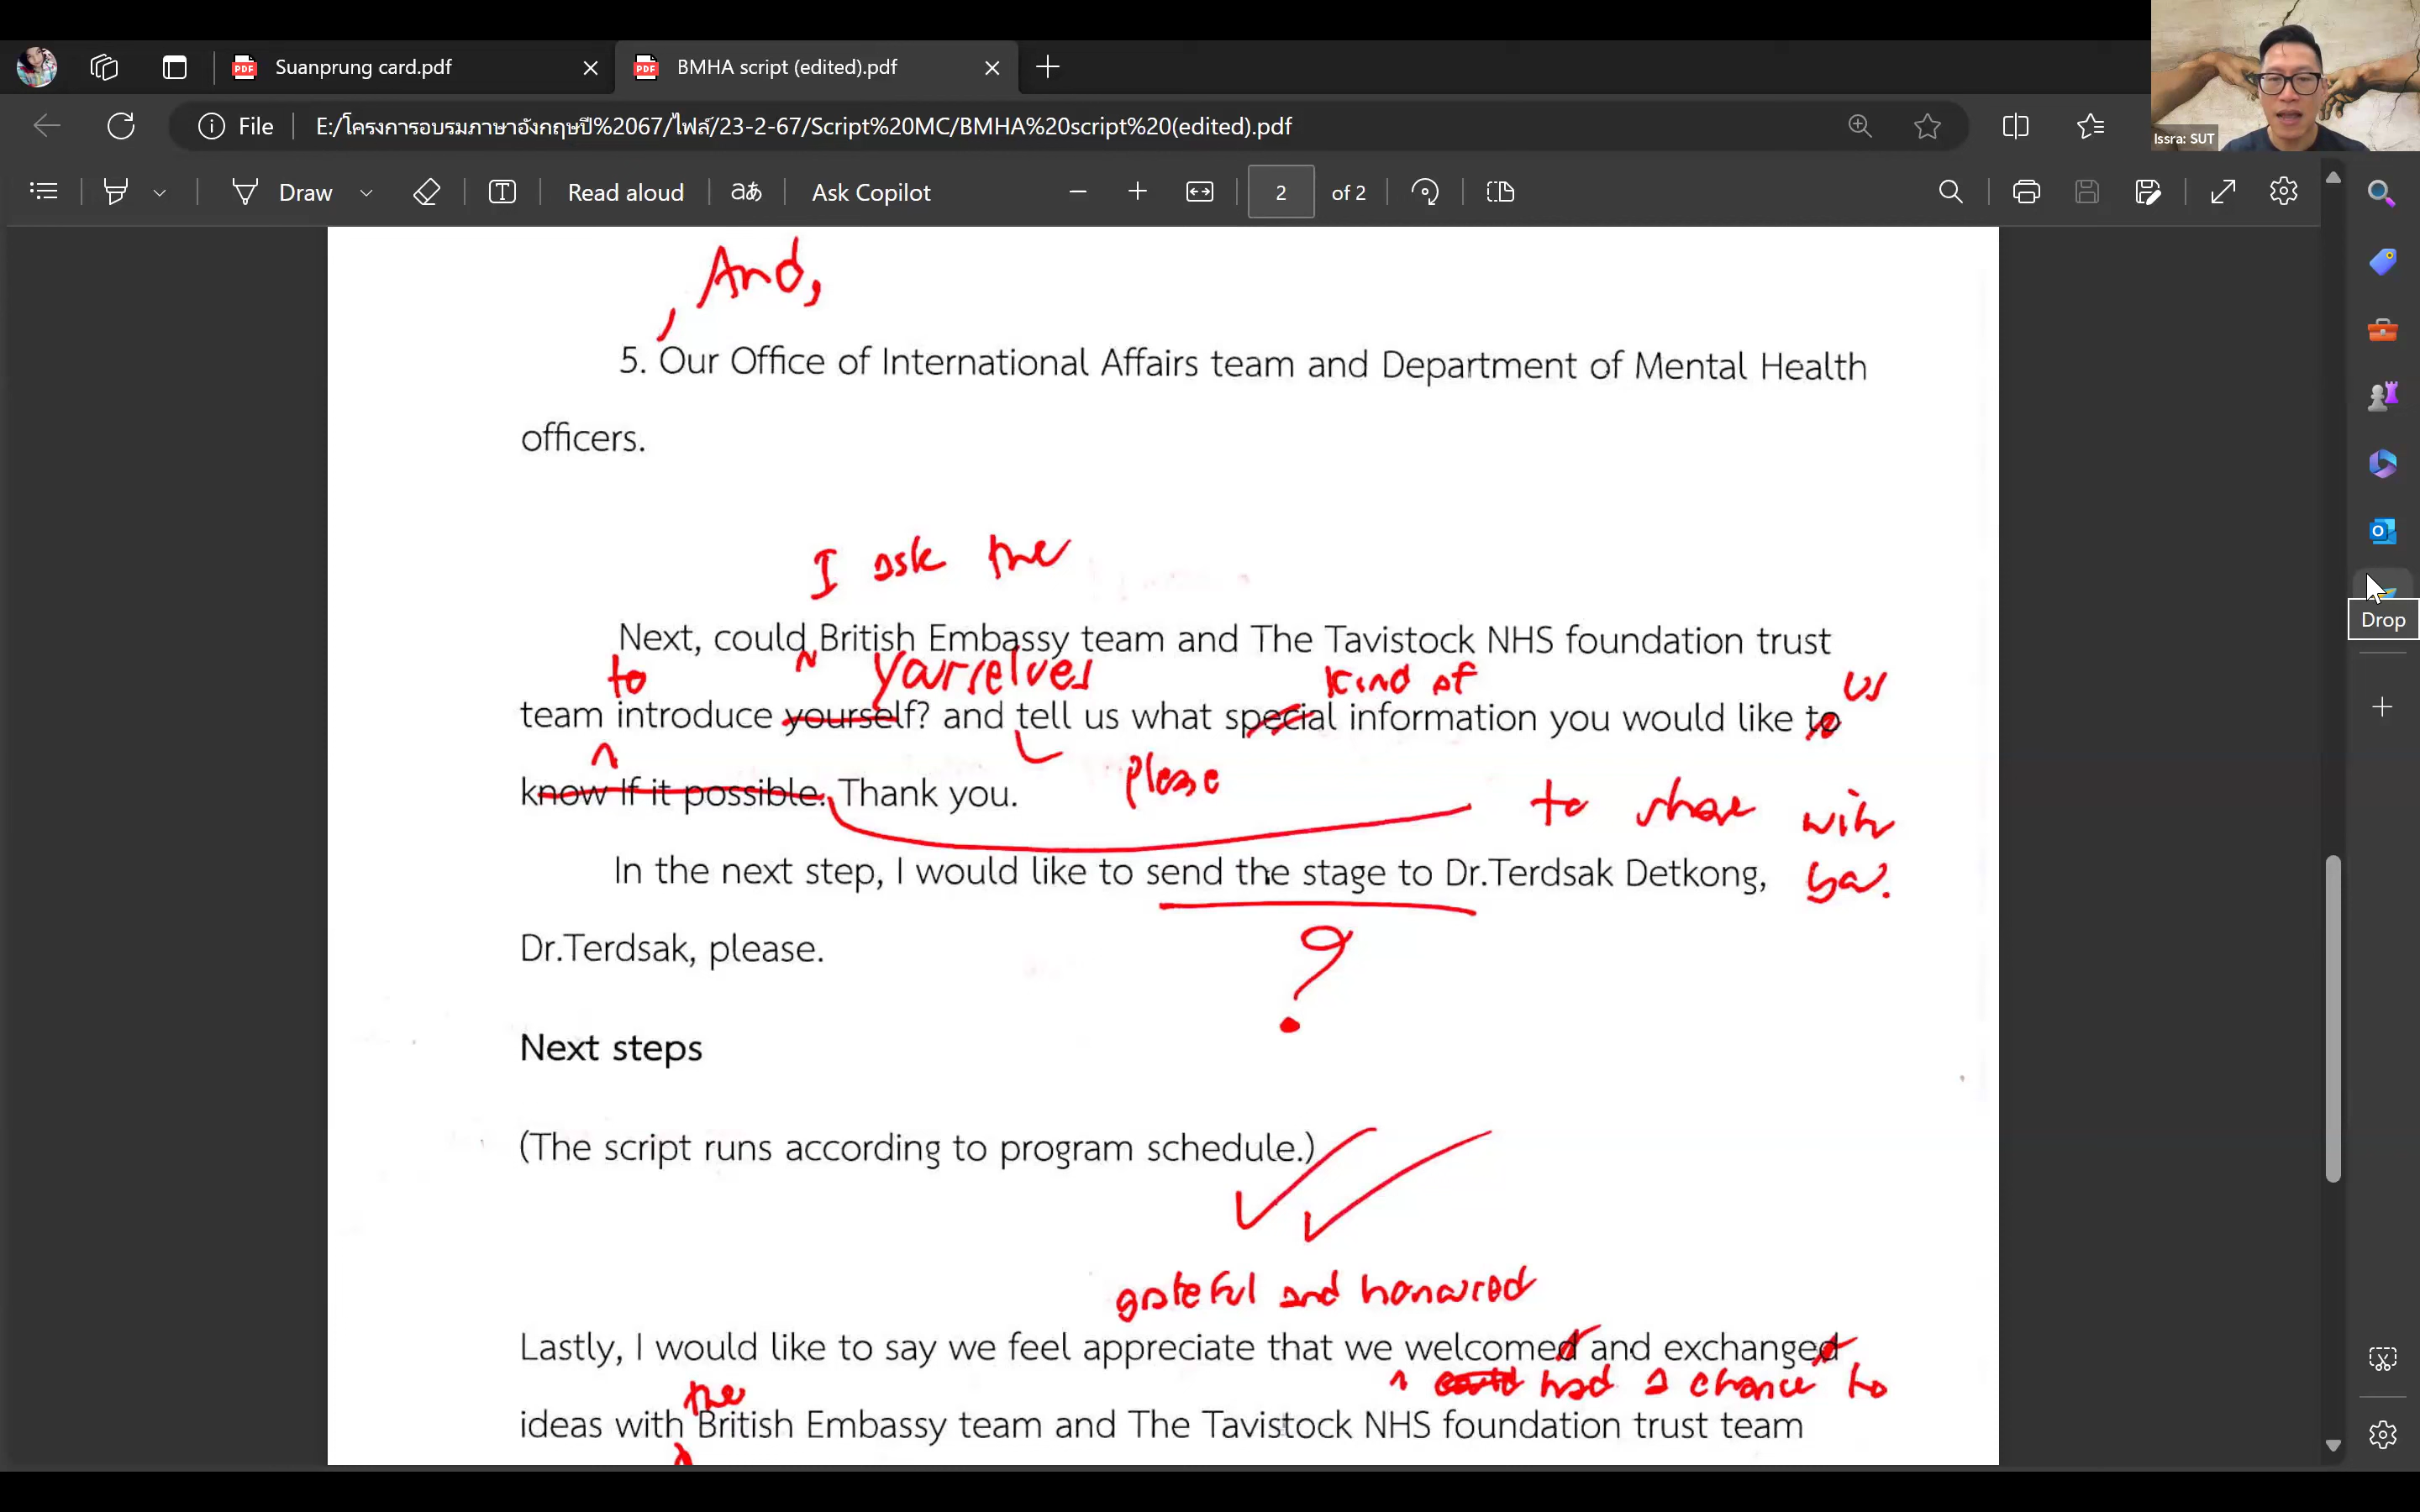 Suanprung card.pdf
BMHA script (edited).pdf
File
E:/โครงการอบรมภาษาอังกฤษปี%2067/ไฟล์/23-2-67/Script%20MC/BMHA%20script%20(edited).pdf
Issra: SUT
Draw
Read aloud
aあ
Ask Copilot
2 of 2
, And,
5. Our Office of International Affairs team and Department of Mental Health
officers.
I ask the
Next, could British Embassy team and The Tavistock NHS foundation trust
to yourselves kind of us
team introduce yourself? and tell us what special information you would like to
know If it possible. Thank you.
please
to share with
In the next step, I would like to send the stage to Dr.Terdsak Detkong,
?
Dr.Terdsak, please.
Next steps
(The script runs according to program schedule.)
grateful and honoured
Lastly, I would like to say we feel appreciate that we welcomed and exchanged
the had a chance to
ideas with British Embassy team and The Tavistock NHS foundation trust team
Drop